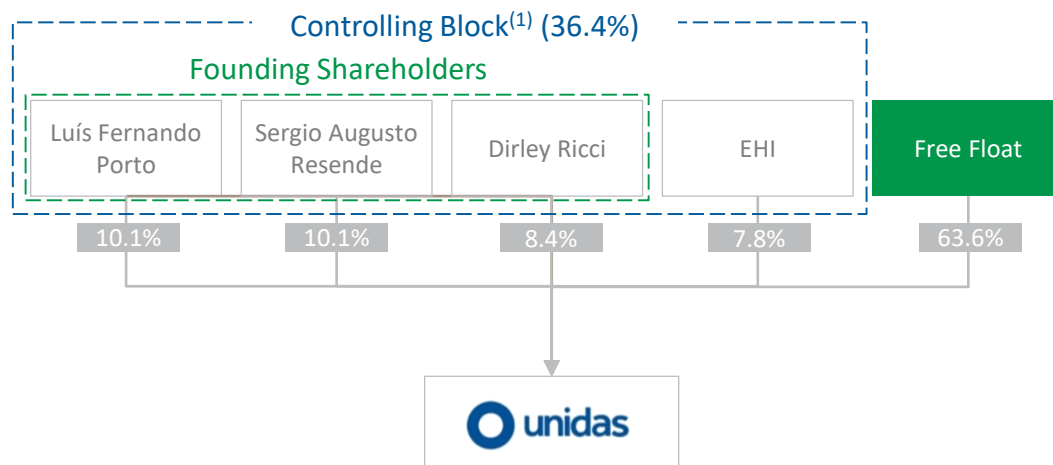 Controlling Block(1) (36.4%)
Founding Shareholders
Luís Fernando
Porto
Sergio Augusto
Resende
Dirley Ricci
EHI
Free Float
10.1%
10.1%
8.4%
7.8%
63.6%
unidas